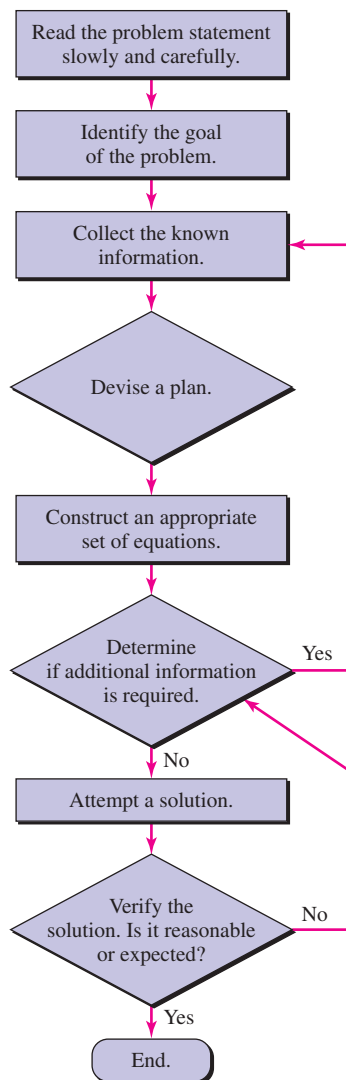 Read the problem statement
slowly and carefully.
Identify the goal
of the problem.
Collect the known
information.
Devise a plan.
Construct an appropriate
set of equations.
Determine
if additional information
is required.
Yes
No
Attempt a solution.
Verify the
solution. Is it reasonable
or expected?
No
Yes
End.